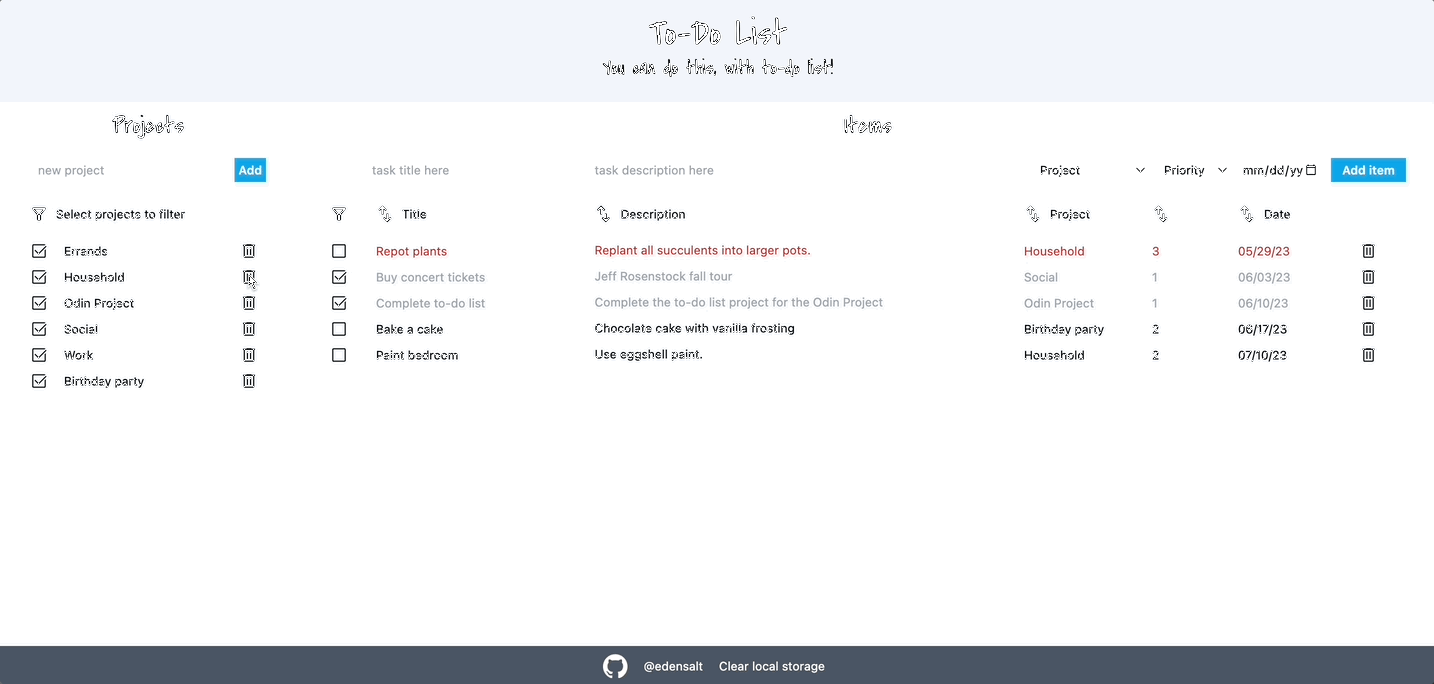 To-Do List
You can do this, with to-do list!
Projects
Items
new project Add
task title here task description here Project Priority mm/dd/yy Add item
Select projects to filter
Title Description Project Date
Errands
Household
Odin Project
Social
Work
Birthday party
Repot plants Replant all succulents into larger pots. Household 3 05/29/23
Buy concert tickets Jeff Rosenstock fall tour Social 1 06/03/23
Complete to-do list Complete the to-do list project for the Odin Project Odin Project 1 06/10/23
Bake a cake Chocolate cake with vanilla frosting Birthday party 2 06/17/23
Paint bedroom Use eggshell paint. Household 2 07/10/23
@edensalt Clear local storage